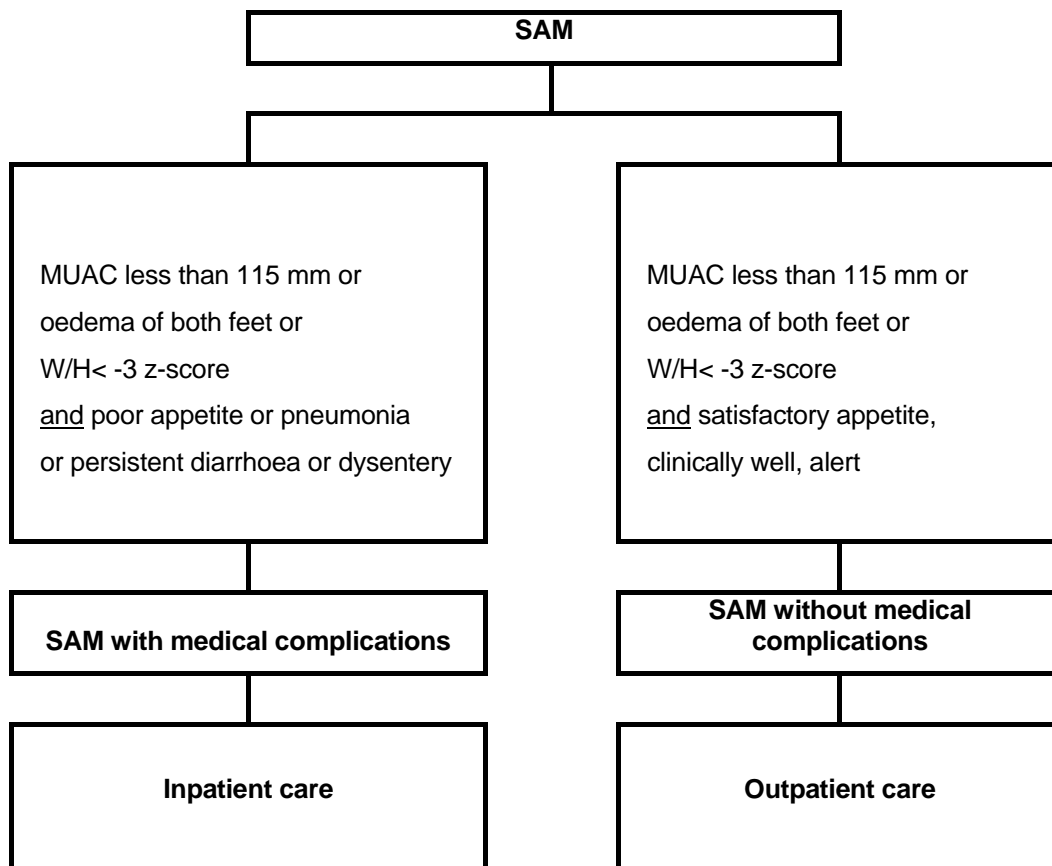 SAM
MUAC less than 115 mm or
oedema of both feet or
W/H< -3 z-score
and poor appetite or pneumonia
or persistent diarrhoea or dysentery
MUAC less than 115 mm or
oedema of both feet or
W/H< -3 z-score
and satisfactory appetite,
clinically well, alert
SAM with medical complications
SAM without medical
complications
Inpatient care
Outpatient care